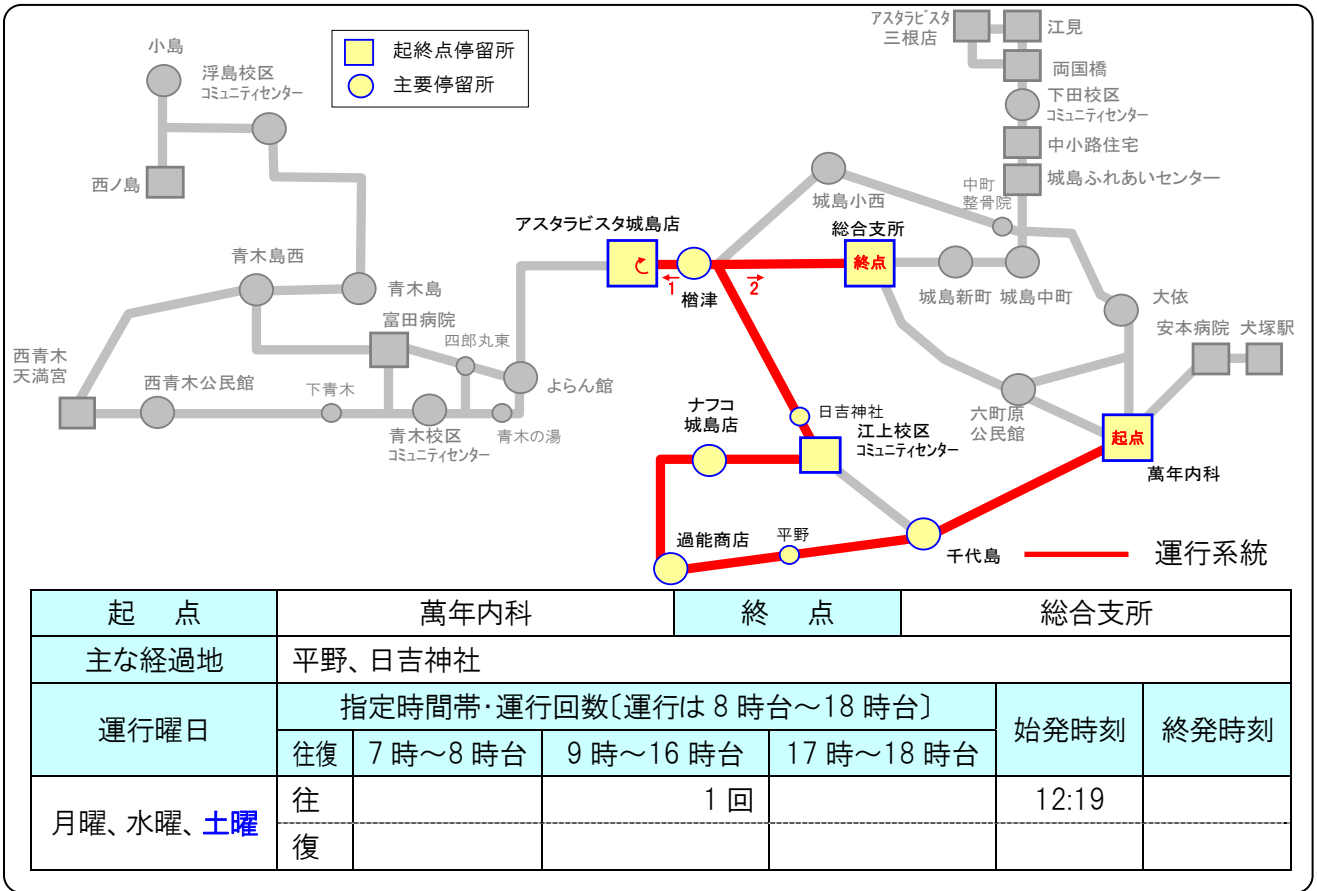 アスタラビスタ
三根店
江見
両国橋
下田校区
コミュニティセンター
中小路住宅
城島ふれあいセンター
小島
浮島校区
コミュニティセンター
西ノ島
起終点停留所
主要停留所
城島小西
中町
整骨院
アスタラビスタ城島店
総合支所
終点
1
2
楢津
城島新町
城島中町
大依
安本病院
犬塚駅
青木島西
青木島
富田病院
四郎丸東
よらん館
西青木
天満宮
西青木公民館
下青木
青木校区
コミュニティセンター
青木の湯
ナフコ
城島店
日吉神社
江上校区
コミュニティセンター
六町原
公民館
起点
萬年内科
過能商店
平野
千代島
運行系統
起 点 萬年内科 終 点 総合支所
主な経過地 平野、日吉神社
運行曜日 指定時間帯・運行回数〔運行は8時台～18時台〕 始発時刻 終発時刻
往復 7時～8時台 9時～16時台 17時～18時台
月曜、水曜、土曜 往 1回 12:19
復